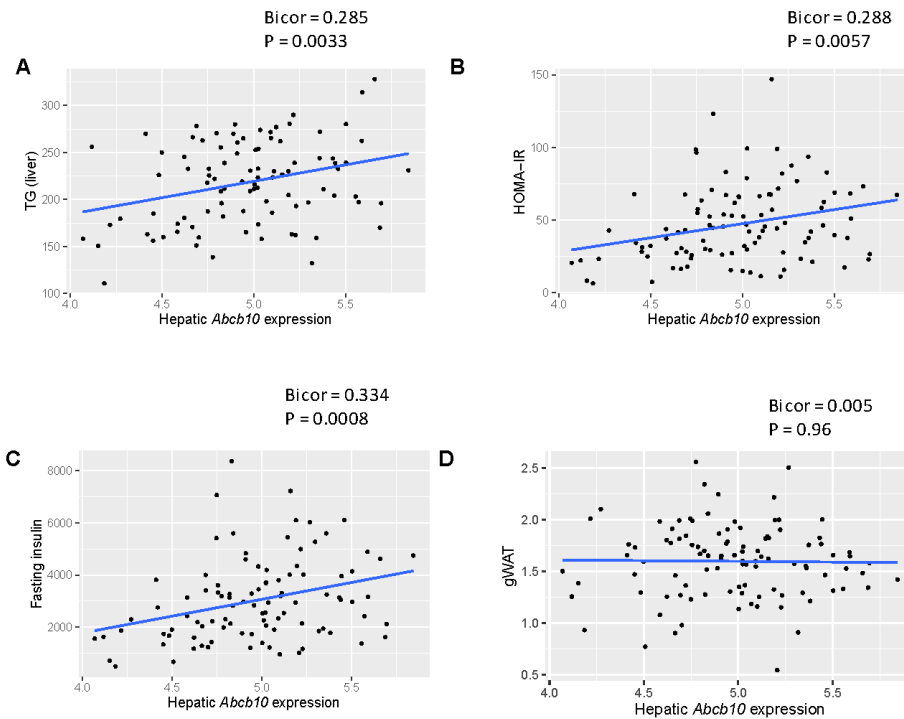 Bicor = 0.285
P = 0.0033
A
TG (liver)
300
250
200
150
100
4.0 4.5 5.0 5.5
Hepatic Abcb10 expression
Bicor = 0.288
P = 0.0057
B
HOMA−IR
150
100
50
0
4.0 4.5 5.0 5.5
Hepatic Abcb10 expression
Bicor = 0.334
P = 0.0008
C
Fasting insulin
8000
6000
4000
2000
4.0 4.5 5.0 5.5
Hepatic Abcb10 expression
Bicor = 0.005
P = 0.96
D
gWAT
2.5
2.0
1.5
1.0
0.5
4.0 4.5 5.0 5.5
Hepatic Abcb10 expression